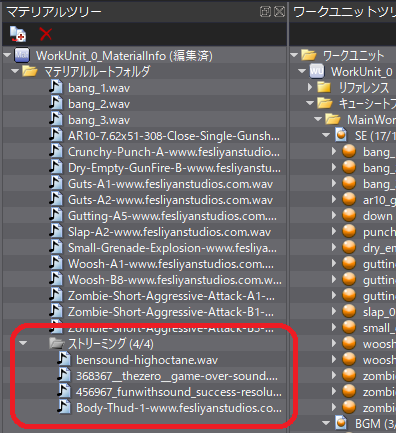 マテリアルツリー
WorkUnit_0_MaterialInfo (編集済)
マテリアルルートフォルダ
bang_1.wav
bang_2.wav
bang_3.wav
AR10-7.62x51-308-Close-Single-Gunsh...
Crunchy-Punch-A-www.fesliyanstudio...
Dry-Empty-GunFire-B-www.fesliyanstu...
Guts-A1-www.fesliyanstudios.com.wav
Guts-A2-www.fesliyanstudios.com.wav
Gutting-A5-www.fesliyanstudios.com....
Slap-A2-www.fesliyanstudios.com.wav
Small-Grenade-Explosion-www.fesliya...
Woosh-A1-www.fesliyanstudios.com....
Woosh-B8-www.fesliyanstudios.com.w...
Zombie-Short-Aggressive-Attack-A1-...
Zombie-Short-Aggressive-Attack-B1-...
Zombie-Short-Aggressive-Attack-B3-...
ストリーミング (4/4)
bensound-highoctane.wav
368367__thezero__game-over-sound....
456967_funwithsound_success-resolu...
Body-Thud-1-www.fesliyanstudios.co...
ワークユニットツリ
ワークユニット
WU WorkUnit_0
リファレンス
キューシートフ
MainWor
SE (17/1
bang_
bang_
bang_
ar10_g
down
punch
dry_em
gutting
gutting
gutting
slap_0
small_
woosh
woosh
zombie
zombie
zombie
BGM (3/